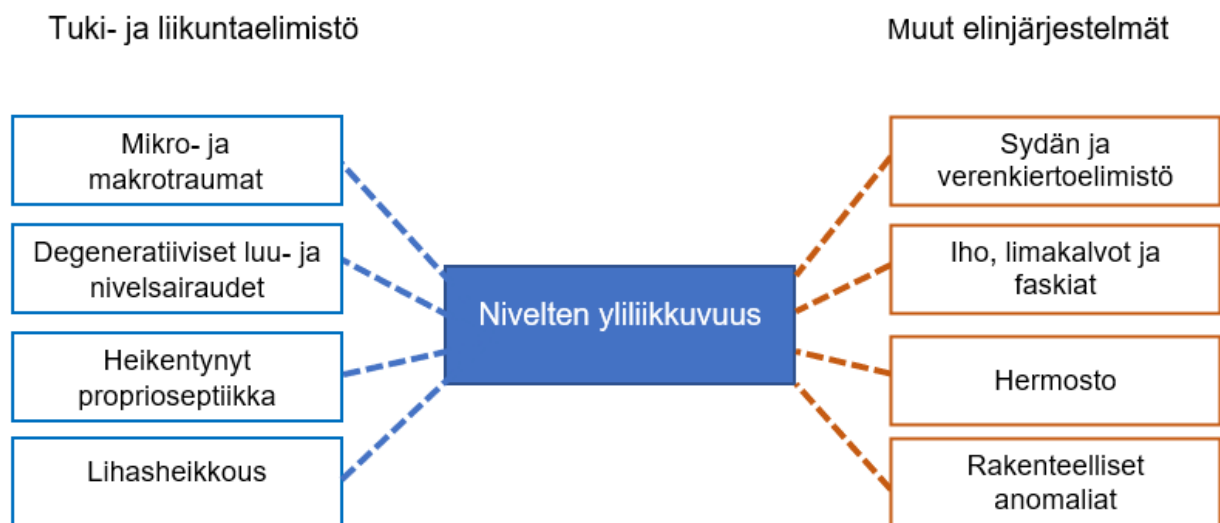 Tuki- ja liikuntaelimistö
Muut elinjärjestelmät
Mikro- ja
makrotraumat
Degeneratiiviset luu- ja
nivelsairaudet
Heikentynyt
proprioseptiikka
Lihasheikkous
Nivelten yliliikkuvuus
Sydän ja
verenkiertoelimistö
Iho, limakalvot ja
faskiat
Hermosto
Rakenteelliset
anomaliat